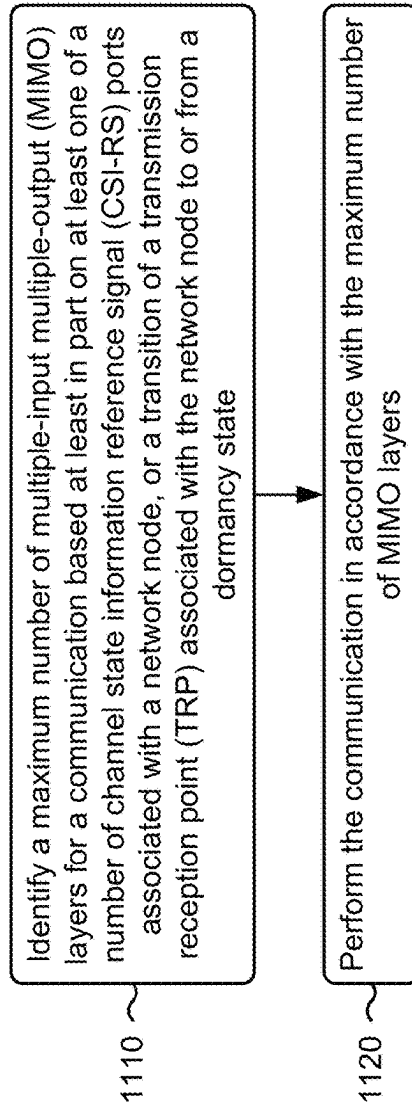 1110
Identify a maximum number of multiple-input multiple-output (MIMO)
layers for a communication based at least in part on at least one of a
number of channel state information reference signal (CSI-RS) ports
associated with a network node, or a transition of a transmission
reception point (TRP) associated with the network node to or from a
dormancy state
1120
Perform the communication in accordance with the maximum number
of MIMO layers